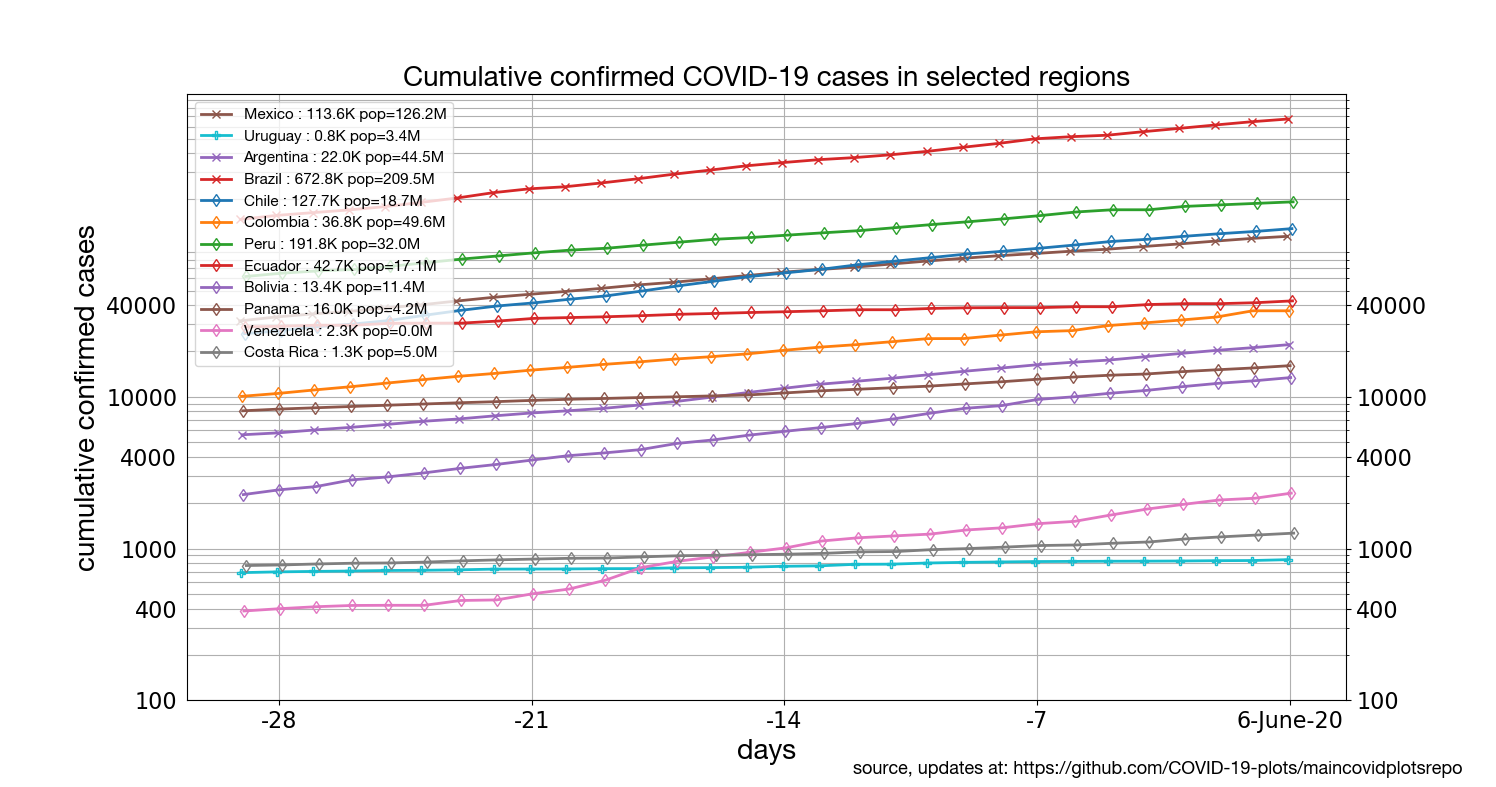 Cumulative confirmed COVID-19 cases in selected regions
Mexico : 113.6K pop=126.2M
Uruguay : 0.8K pop=3.4M
Argentina : 22.0K pop=44.5M
Brazil : 672.8K pop=209.5M
Chile : 127.7K pop=18.7M
Colombia : 36.8K pop=49.6M
Peru : 191.8K pop=32.0M
Ecuador : 42.7K pop=17.1M
Bolivia : 13.4K pop=11.4M
Panama : 16.0K pop=4.2M
Venezuela : 2.3K pop=0.0M
Costa Rica : 1.3K pop=5.0M
cumulative confirmed cases
40000
10000
4000
1000
400
100
40000
10000
4000
1000
400
100
-28 -21 -14 -7 6-June-20
days
source, updates at: https://github.com/COVID-19-plots/maincovidplotsrepo